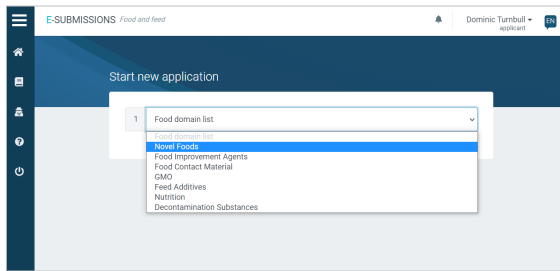 E-SUBMISSIONS Food and feed
Dominic Turnbull
applicant
EN
Start new application
1 Food domain list
Food domain list
Novel Foods
Food Improvement Agents
Food Contact Material
GMO
Feed Additives
Nutrition
Decontamination Substances